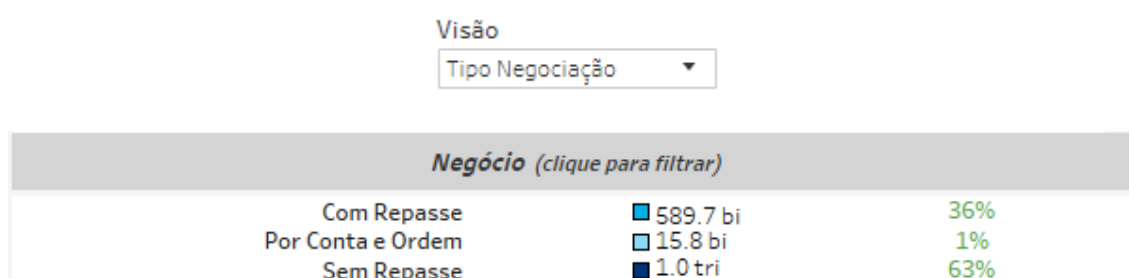 Visão
Tipo Negociação
Negócio (clique para filtrar)
Com Repasse 589.7 bi 36%
Por Conta e Ordem 15.8 bi 1%
Sem Repasse 1.0 tri 63%